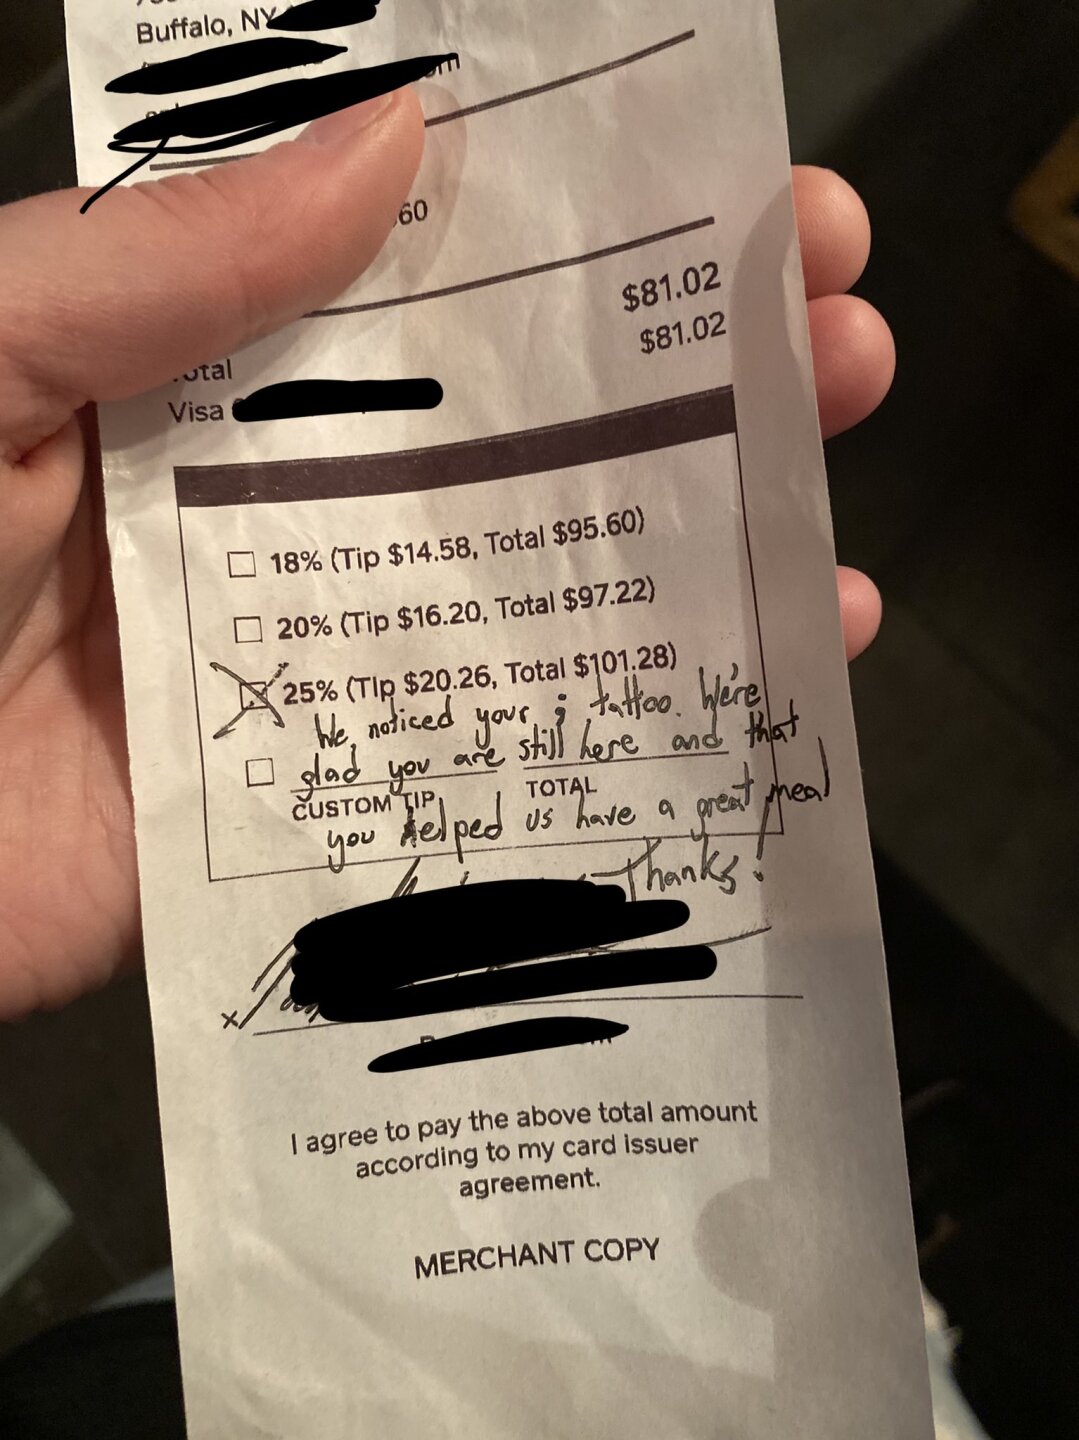 Buffalo, NY
60
$81.02
$81.02
Visa
18% (Tip $14.58, Total $95.60)
20% (Tip $16.20, Total $97.22)
25% (Tip $20.26, Total $101.28)
We noticed your ; tattoo. We're
glad you are still here and that
CUSTOM TIP TOTAL
you helped us have a great meal
Thanks!
x
I agree to pay the above total amount
according to my card issuer
agreement.
MERCHANT COPY